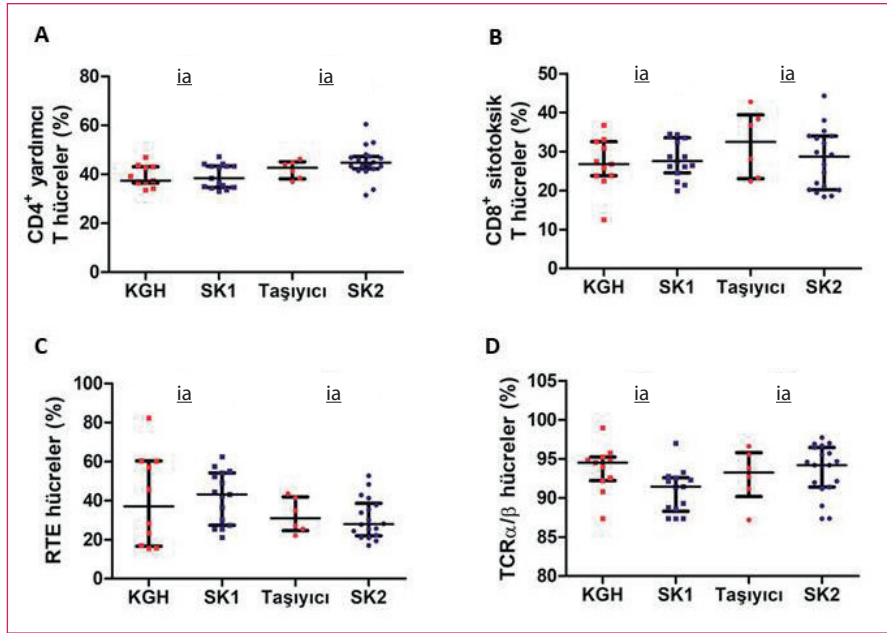 A
ia ia
80
60
40
20
0
CD4+ yardımcı
T hücreler (%)
KGH SK1 Taşıyıcı SK2
B
ia ia
50
40
30
20
10
0
CD8+ sitotoksik
T hücreler (%)
KGH SK1 Taşıyıcı SK2
C
ia ia
100
80
60
40
20
0
RTE hücreler (%)
KGH SK1 Taşıyıcı SK2
D
ia ia
105
100
95
90
85
80
TCRα/β hücreler (%)
KGH SK1 Taşıyıcı SK2